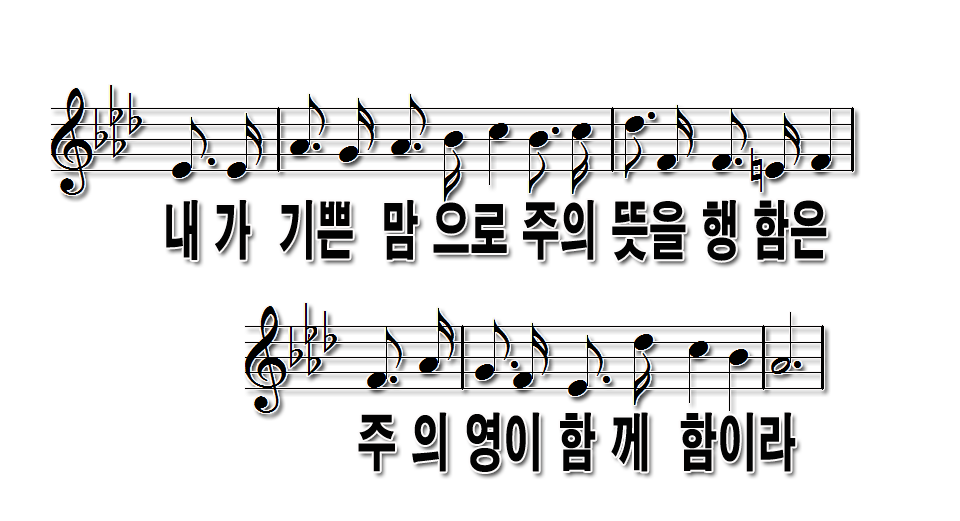 내 가 기쁜 맘 으로 주의 뜻을 행 함은
주 의 영이 함 께 함이라